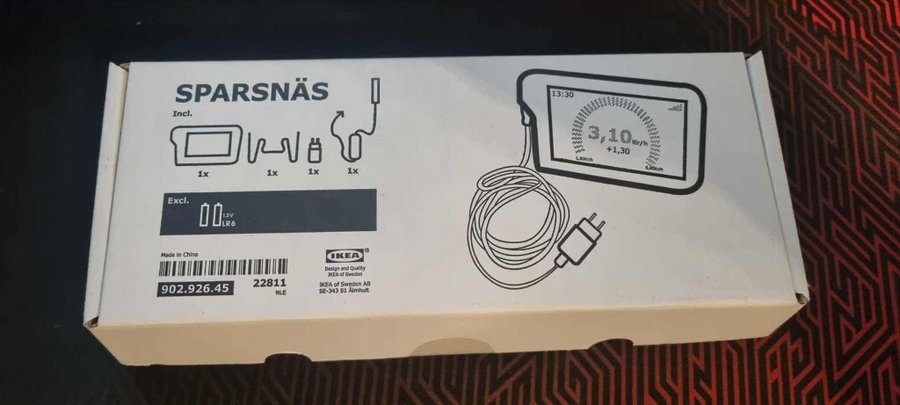 SPARSNÄS
Incl.
1x
1x
1x
1x
Excl.
1.5V
LR6
Made in China
902.926.45
22811
NLE
IKEA®
Design and Quality
IKEA of Sweden
IKEA of Sweden AB
SE-343 81 Älmhult
13:30
3,10Kr/h
+1,30